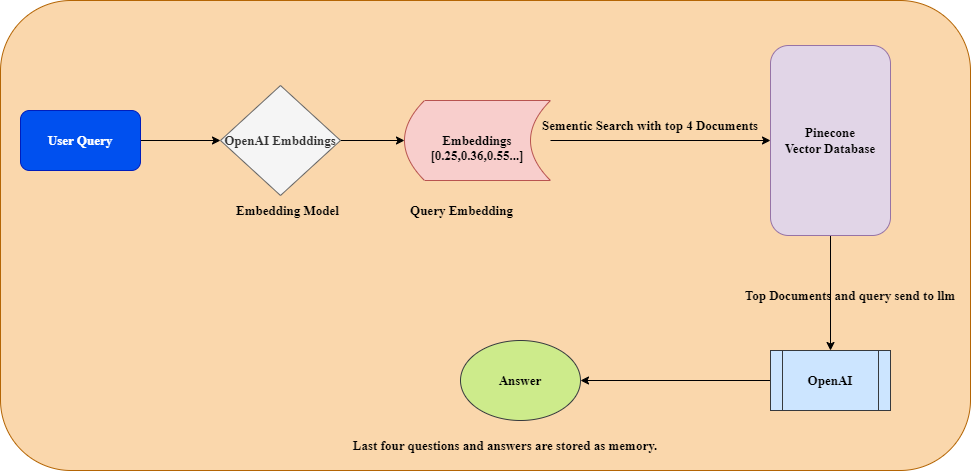 User Query
OpenAI Embddings
Embeddings
[0.25,0.36,0.55...]
Sementic Search with top 4 Documents
Pinecone
Vector Database
Embedding Model
Query Embedding
Top Documents and query send to llm
OpenAI
Answer
Last four questions and answers are stored as memory.